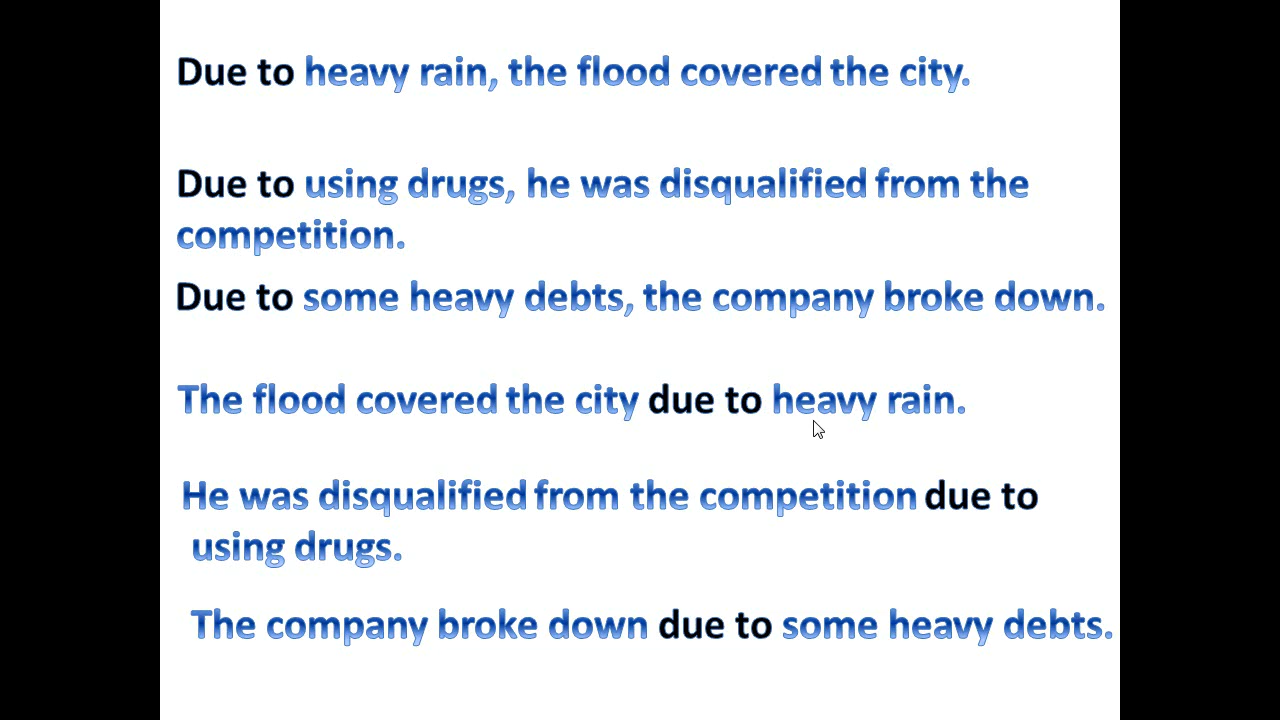 Due to heavy rain, the flood covered the city.
Due to using drugs, he was disqualified from the
competition.
Due to some heavy debts, the company broke down.
The flood covered the city due to heavy rain.
He was disqualified from the competition due to
using drugs.
The company broke down due to some heavy debts.